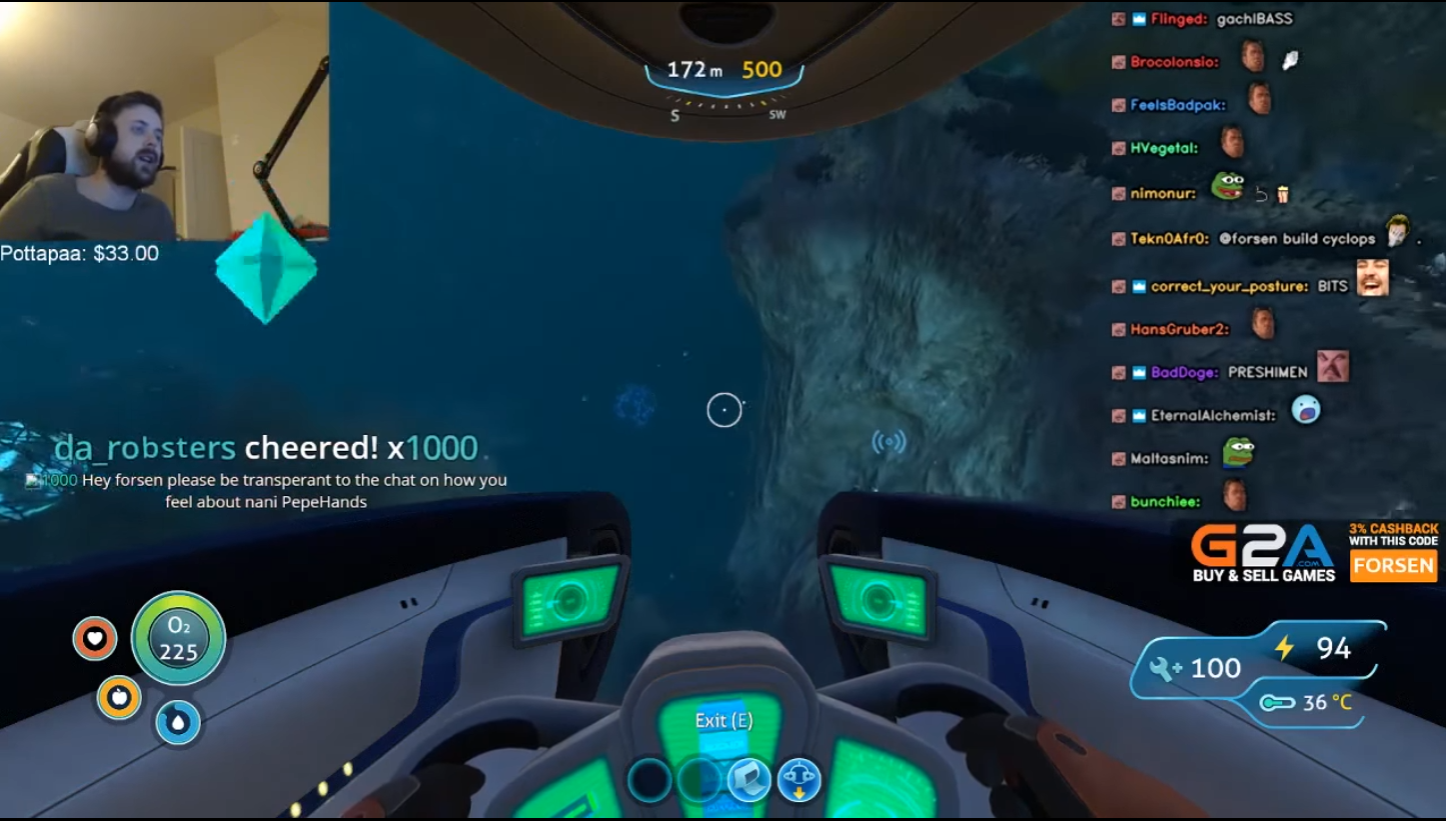 172 m 500
S SW
Pottapaa: $33.00
da_robsters cheered! x1000
1000 Hey forsen please be transperant to the chat on how you
feel about nani PepeHands
Flinged: gachIBASS
Brocolonsio:
FeelsBadpak:
HVegetal:
nimonur:
Tekn0Afr0: @forsen build cyclops .
correct_your_posture: BITS
HansGruber2:
BadDoge: PRESHIMEN
EternalAlchemist:
Maltasnim:
bunchiee:
G2A.COM
BUY & SELL GAMES
3% CASHBACK
WITH THIS CODE
FORSEN
O₂
225
100
94
36 °C
Exit (E)